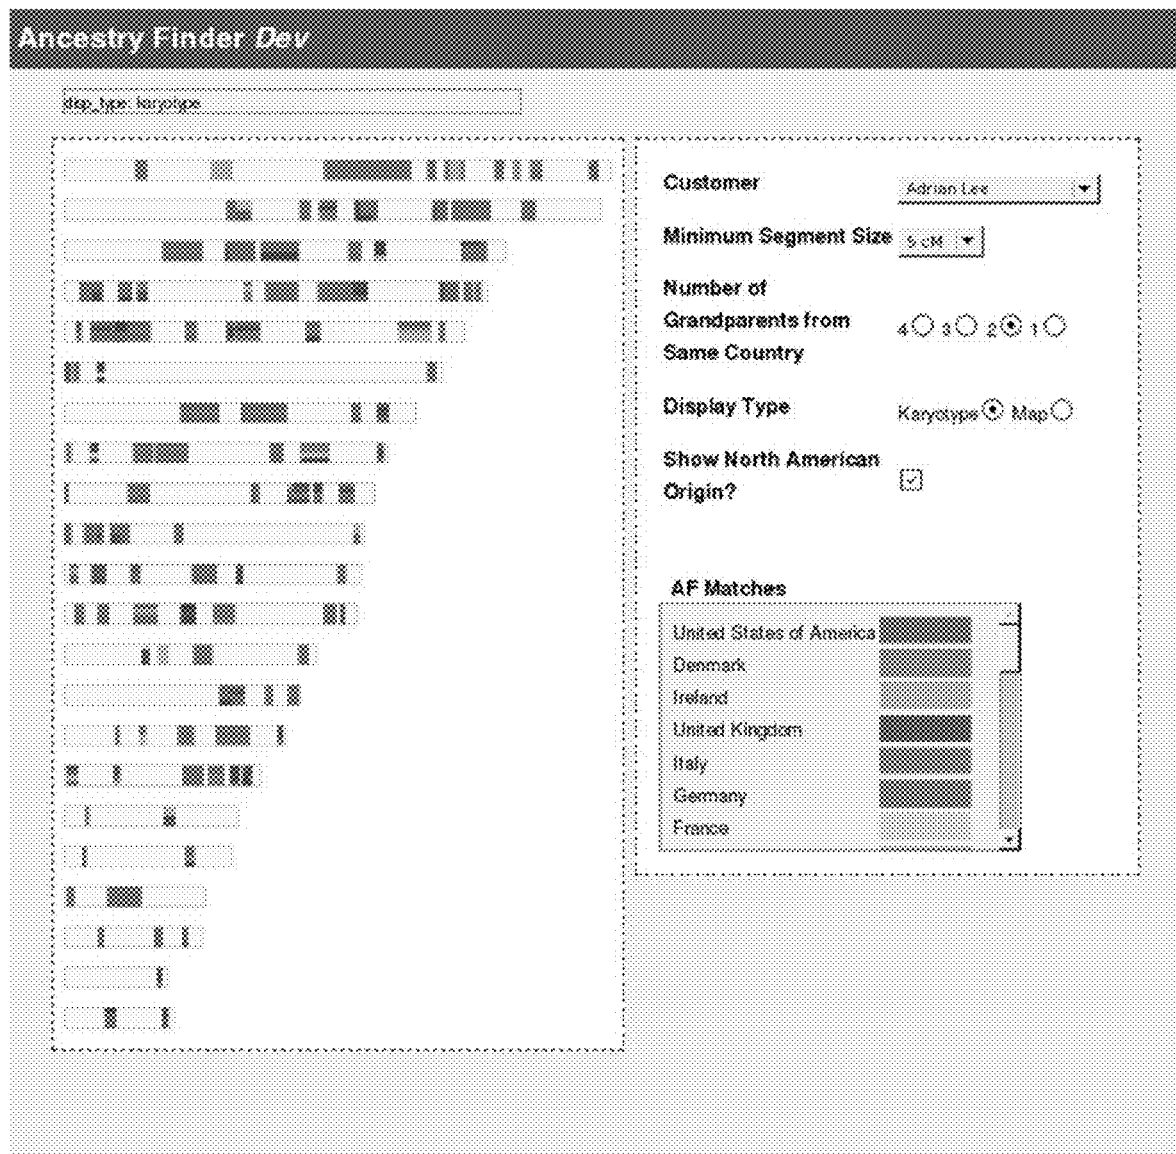 Ancestry Finder Dev
disp_type: karyotype
Customer
Adrian Lee
Minimum Segment Size
5 cM
Number of
Grandparents from
Same Country
4 3 2 1
Display Type
Karyotype Map
Show North American
Origin?
AF Matches
United States of America
Denmark
Ireland
United Kingdom
Italy
Germany
France